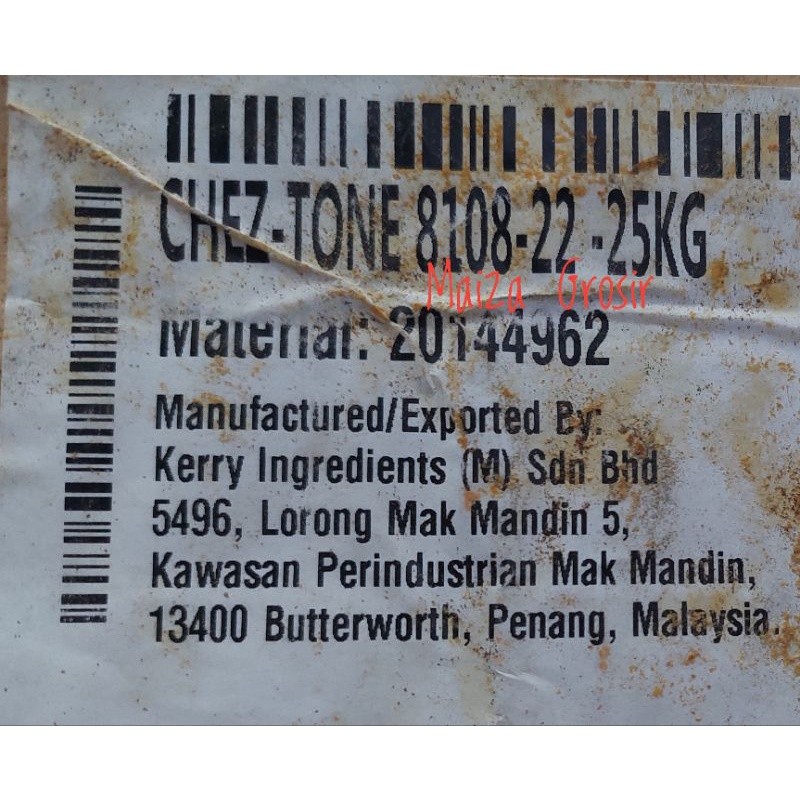 CHEZ-TONE 8108-22 -25KG
Maiza Grosir
Material: 20144962
Manufactured/Exported By:
Kerry Ingredients (M) Sdn Bhd
5496, Lorong Mak Mandin 5,
Kawasan Perindustrian Mak Mandin,
13400 Butterworth, Penang, Malaysia.